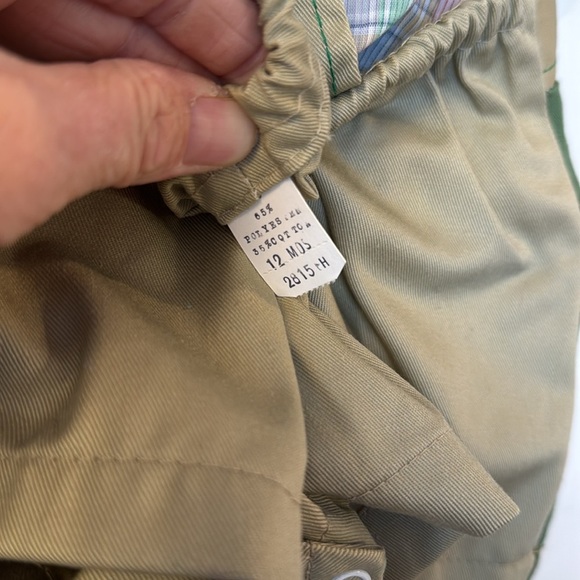 65%
POLYESTER
35% COTTON
12 MOS
2815-H